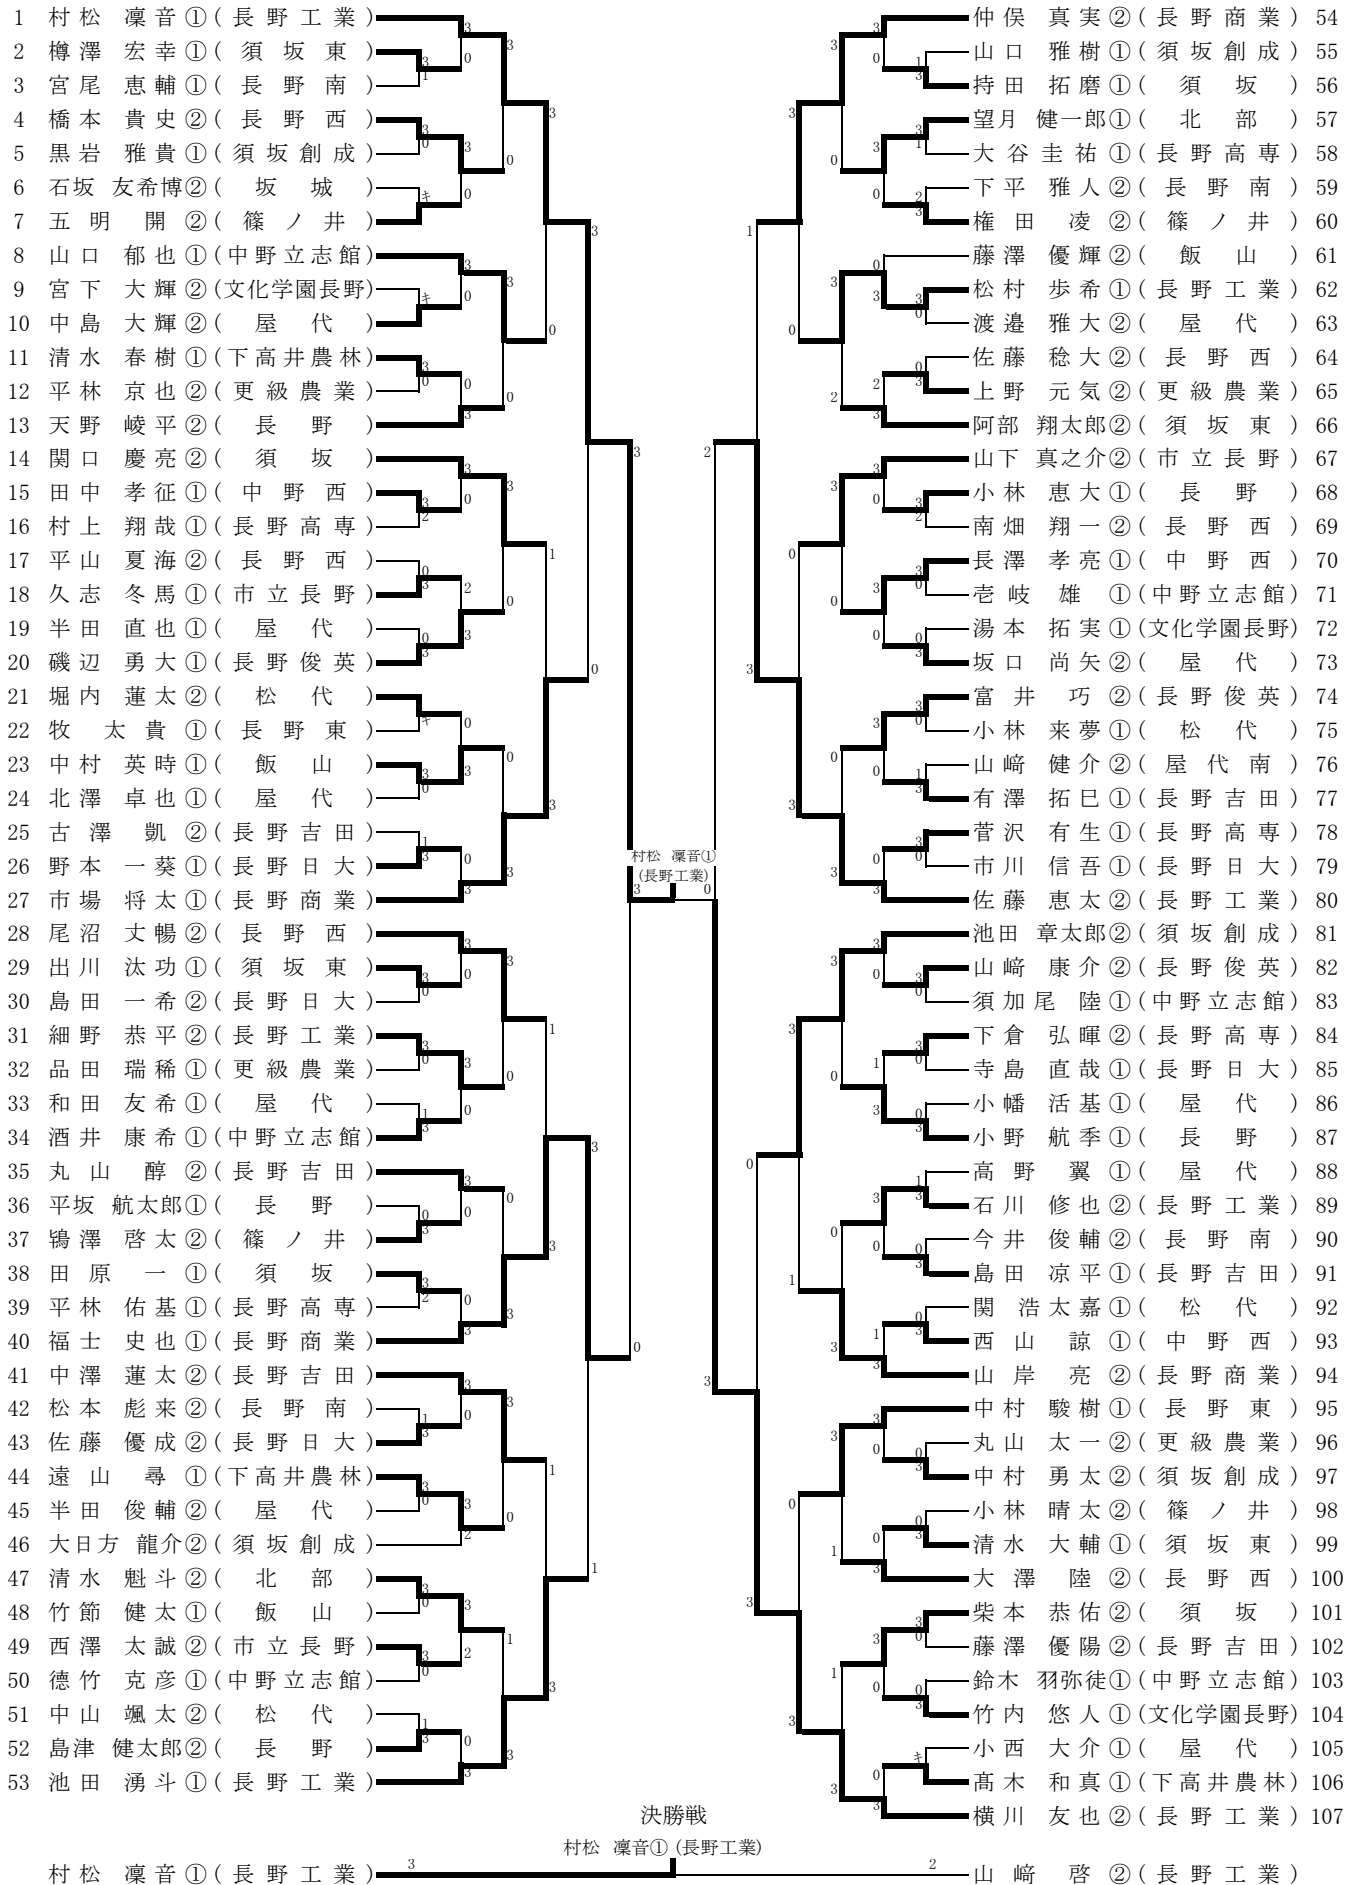 1 村松 凜音①(長野工業)
2 樽澤 宏幸①(須坂東)
3 宮尾 恵輔①(長野南)
4 橋本 貴史②(長野西)
5 黒岩 雅貴①(須坂創成)
6 石坂 友希博②(坂城)
7 五明 開②(篠ノ井)
8 山口 郁也①(中野立志館)
9 宮下 大輝②(文化学園長野)
10 中島 大輝②(屋代)
11 清水 春樹①(下高井農林)
12 平林 京也②(更級農業)
13 天野 崚平②(長野)
14 関口 慶亮②(須坂)
15 田中 孝征①(中野西)
16 村上 翔哉①(長野高専)
17 平山 夏海②(長野西)
18 久志 冬馬①(市立長野)
19 半田 直也①(屋代)
20 磯辺 勇大①(長野俊英)
21 堀内 蓮太②(松代)
22 牧 太貴①(長野東)
23 中村 英時①(飯山)
24 北澤 卓也①(屋代)
25 古澤 凱②(長野吉田)
26 野本 一葵①(長野日大)
27 市場 将太①(長野商業)
28 尾沼 丈暢②(長野西)
29 出川 汰功①(須坂東)
30 島田 一希②(長野日大)
31 細野 恭平②(長野工業)
32 品田 瑞稀①(更級農業)
33 和田 友希①(屋代)
34 酒井 康希①(中野立志館)
35 丸山 醇②(長野吉田)
36 平坂 航太郎①(長野)
37 鴇澤 啓太②(篠ノ井)
38 田原 一①(須坂)
39 平林 佑基①(長野高専)
40 福士 史也①(長野商業)
41 中澤 蓮太②(長野吉田)
42 松本 彪来②(長野南)
43 佐藤 優成②(長野日大)
44 遠山 尋①(下高井農林)
45 半田 俊輔②(屋代)
46 大日方 龍介②(須坂創成)
47 清水 魁斗②(北部)
48 竹節 健太①(飯山)
49 西澤 太誠②(市立長野)
50 德竹 克彦①(中野立志館)
51 中山 颯太②(松代)
52 島津 健太郎②(長野)
53 池田 湧斗①(長野工業)
村松 凜音①
(長野工業)
3 0
仲俣 真実②(長野商業) 54
山口 雅樹①(須坂創成) 55
持田 拓磨①(須坂) 56
望月 健一郎①(北部) 57
大谷 圭祐①(長野高専) 58
下平 雅人②(長野南) 59
権田 凌②(篠ノ井) 60
藤澤 優輝②(飯山) 61
松村 歩希①(長野工業) 62
渡邉 雅大②(屋代) 63
佐藤 稔大②(長野西) 64
上野 元気②(更級農業) 65
阿部 翔太郎②(須坂東) 66
山下 真之介②(市立長野) 67
小林 恵大①(長野) 68
南畑 翔一②(長野西) 69
長澤 孝亮①(中野西) 70
壱岐 雄①(中野立志館) 71
湯本 拓実①(文化学園長野) 72
坂口 尚矢②(屋代) 73
富井 巧②(長野俊英) 74
小林 来夢①(松代) 75
山﨑 健介②(屋代南) 76
有澤 拓巳①(長野吉田) 77
菅沢 有生①(長野高専) 78
市川 信吾①(長野日大) 79
佐藤 恵太②(長野工業) 80
池田 章太郎②(須坂創成) 81
山﨑 康介②(長野俊英) 82
須加尾 陸①(中野立志館) 83
下倉 弘暉②(長野高専) 84
寺島 直哉①(長野日大) 85
小幡 活基①(屋代) 86
小野 航季①(長野) 87
高野 翼①(屋代) 88
石川 修也②(長野工業) 89
今井 俊輔②(長野南) 90
島田 凉平①(長野吉田) 91
関 浩太嘉①(松代) 92
西山 諒①(中野西) 93
山岸 亮②(長野商業) 94
中村 駿樹①(長野東) 95
丸山 太一②(更級農業) 96
中村 勇太②(須坂創成) 97
小林 晴太②(篠ノ井) 98
清水 大輔①(須坂東) 99
大澤 陸②(長野西) 100
柴本 恭佑②(須坂) 101
藤澤 優陽②(長野吉田) 102
鈴木 羽弥徒①(中野立志館) 103
竹内 悠人①(文化学園長野) 104
小西 大介①(屋代) 105
髙木 和真①(下高井農林) 106
横川 友也②(長野工業) 107
決勝戦
村松 凜音①(長野工業)
村松 凜音①(長野工業) 3 2 山﨑 啓②(長野工業)